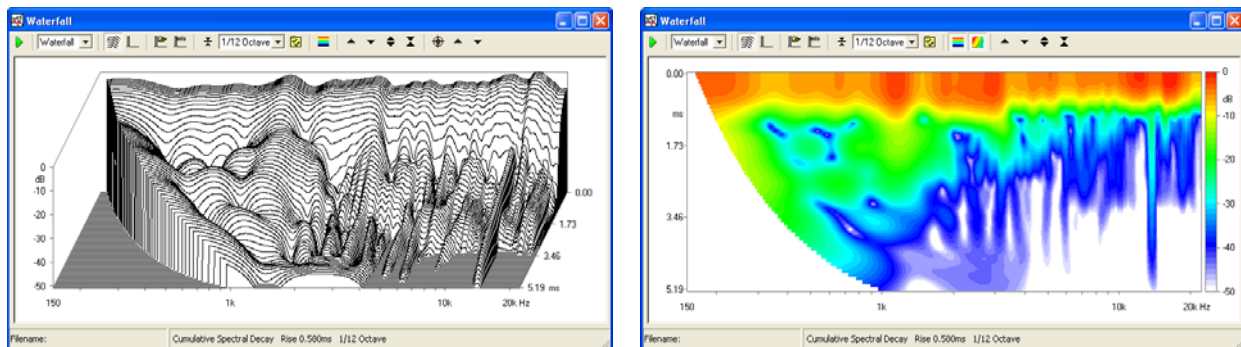 Waterfall
Waterfall 1/12 Octave
0
dB
-10
-20
-30
-40
-50
150 1k 10k 20k Hz
0.00
1.73
3.46
5.19 ms
Filename: Cumulative Spectral Decay Rise 0.580ms 1/12 Octave
Waterfall
Waterfall 1/12 Octave
0.00
ms
1.73
3.46
5.19
150 1k 10k 20k Hz
0
dB
-10
-20
-30
-40
-50
Filename: Cumulative Spectral Decay Rise 0.580ms 1/12 Octave